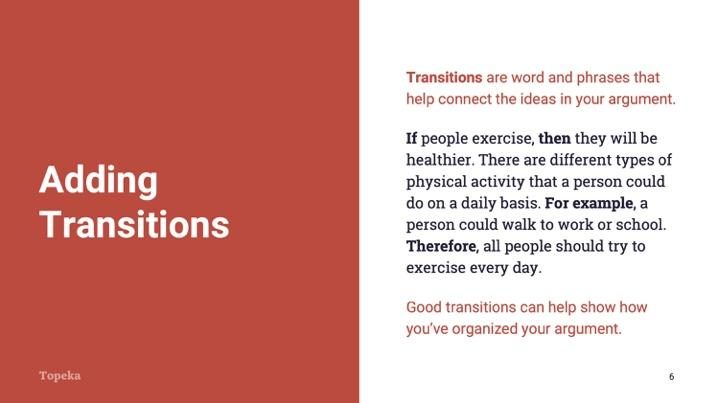 Adding
Transitions
Topeka
Transitions are word and phrases that
help connect the ideas in your argument.
If people exercise, then they will be
healthier. There are different types of
physical activity that a person could
do on a daily basis. For example, a
person could walk to work or school.
Therefore, all people should try to
exercise every day.
Good transitions can help show how
you’ve organized your argument.
6